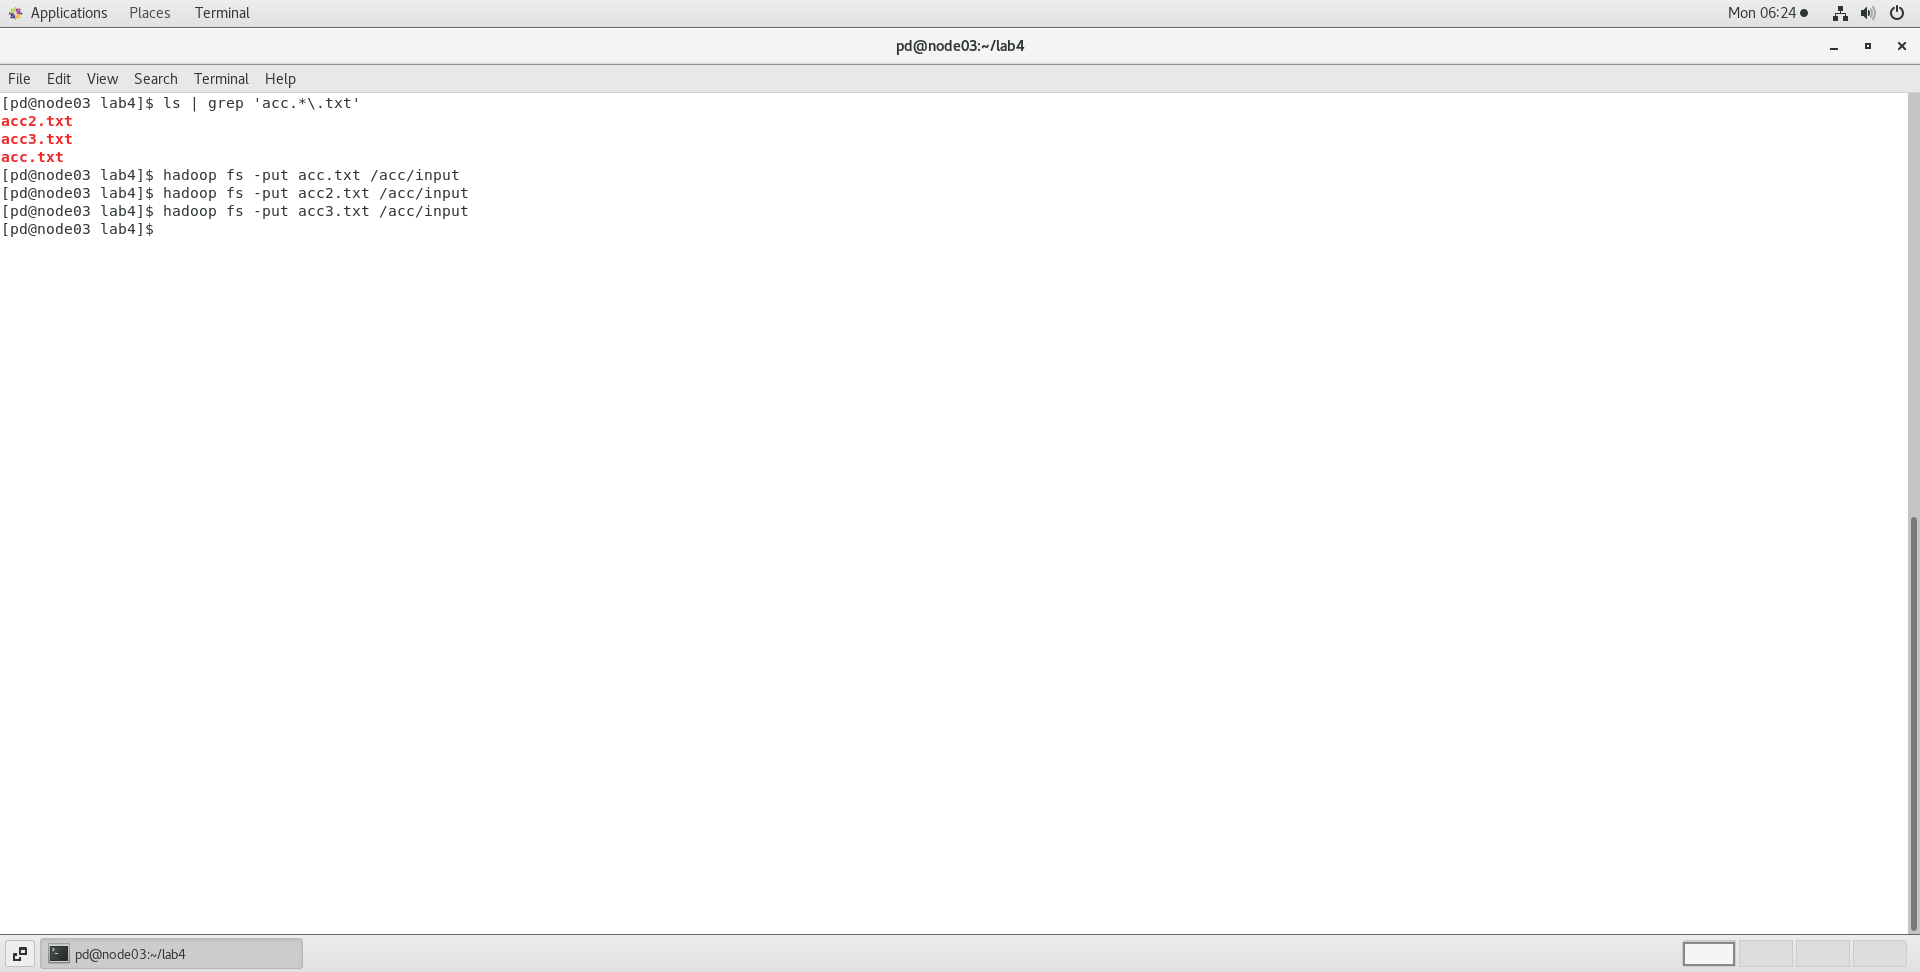 Applications Places Terminal Mon 06:24
pd@node03:~/lab4
File Edit View Search Terminal Help
[pd@node03 lab4]$ ls | grep 'acc.*\.txt'
acc2.txt
acc3.txt
acc.txt
[pd@node03 lab4]$ hadoop fs -put acc.txt /acc/input
[pd@node03 lab4]$ hadoop fs -put acc2.txt /acc/input
[pd@node03 lab4]$ hadoop fs -put acc3.txt /acc/input
[pd@node03 lab4]$
pd@node03:~/lab4